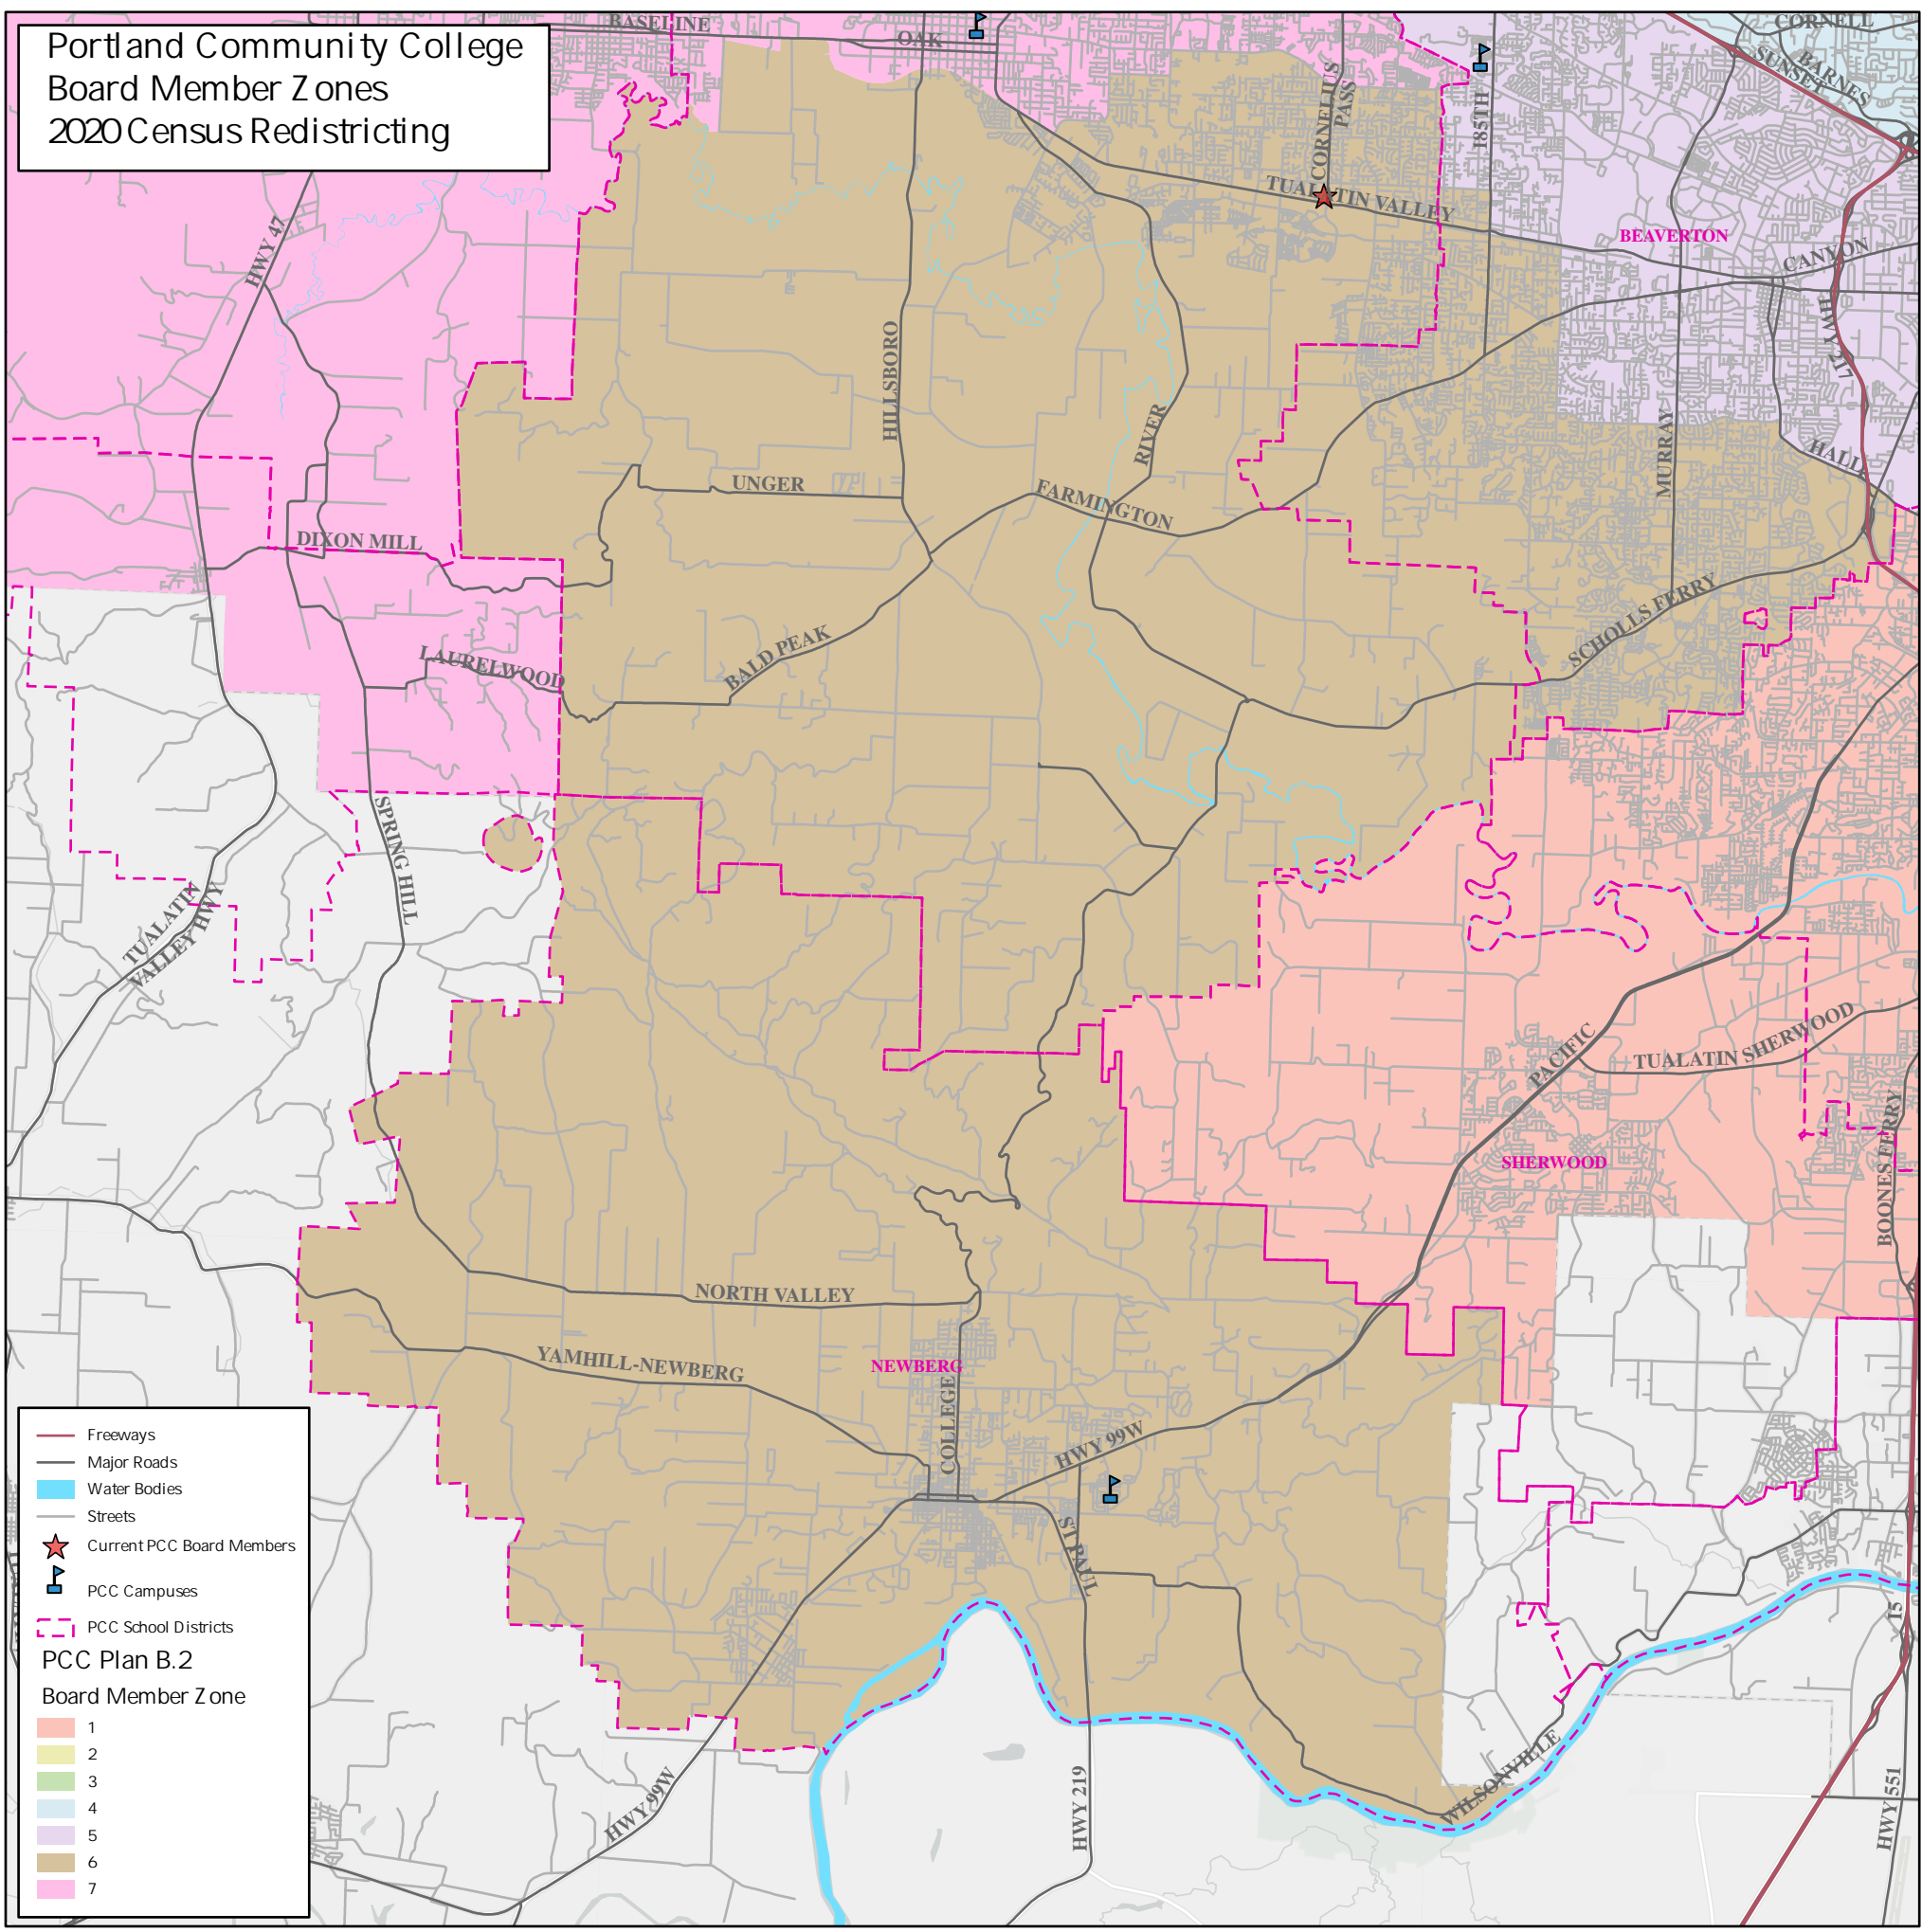 Portland Community College
Board Member Zones
2020 Census Redistricting
BASELINE
OAK
CORNELIUS
PASS
185TH
CORNELL
SUNSET
BARNES
HWY 47
TUALATIN VALLEY
BEAVERTON
CANYON
HWY 217
HILLSBORO
RIVER
MURRAY
HALL
UNGER
FARMINGTON
DIXON MILL
SCHOLLS FERRY
LAURELWOOD
BALD PEAK
SPRING HILL
TUALATIN
VALLEY HWY
PACIFIC
TUALATIN SHERWOOD
BOONES FERRY
SHERWOOD
NORTH VALLEY
YAMHILL-NEWBERG
NEWBERG
COLLEGE
HWY 99W
ST PAUL
I5
WILSONVILLE
HWY 99W
HWY 219
HWY 551
Freeways
Major Roads
Water Bodies
Streets
Current PCC Board Members
PCC Campuses
PCC School Districts
PCC Plan B.2
Board Member Zone
1
2
3
4
5
6
7